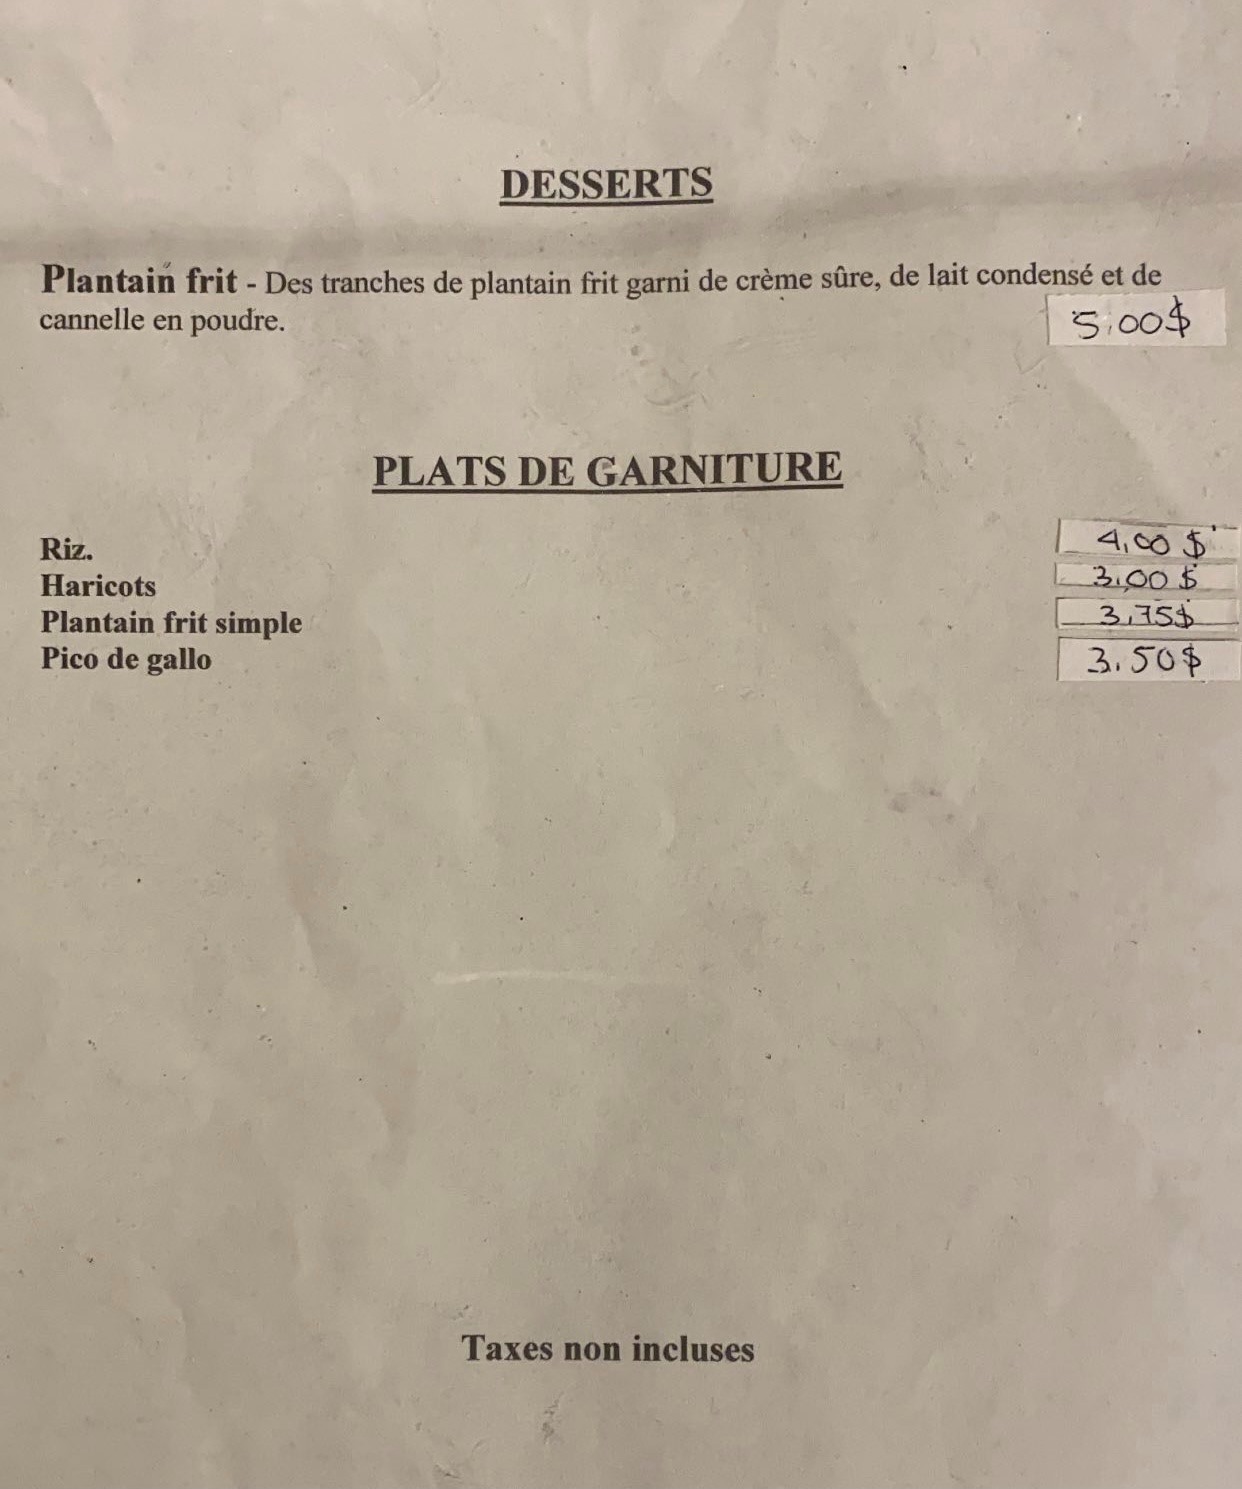 DESSERTS
Plantain frit - Des tranches de plantain frit garni de crème sûre, de lait condensé et de
cannelle en poudre. 5.00$
PLATS DE GARNITURE
Riz. 4,00 $
Haricots 3.00 $
Plantain frit simple 3,75$
Pico de gallo 3.50$
Taxes non incluses